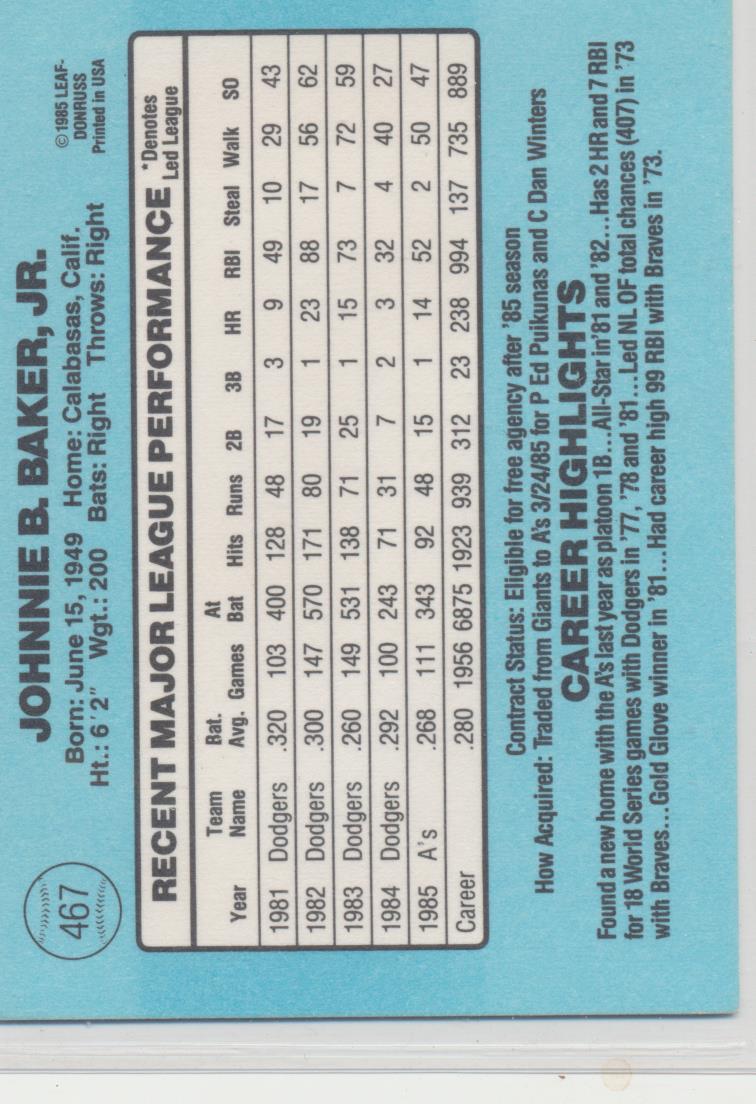 467
JOHNNIE B. BAKER, JR.
©1985 LEAF-
DONRUSS
Printed in USA
Born: June 15, 1949 Home: Calabasas, Calif.
Ht.: 6'2" Wgt.: 200 Bats: Right Throws: Right
RECENT MAJOR LEAGUE PERFORMANCE *Denotes Led League
Year Team Name Bat. Avg. Games At Bat Hits Runs 2B 3B HR RBI Steal Walk SO
1981 Dodgers .320 103 400 128 48 17 3 9 49 10 29 43
1982 Dodgers .300 147 570 171 80 19 1 23 88 17 56 62
1983 Dodgers .260 149 531 138 71 25 1 15 73 7 72 59
1984 Dodgers .292 100 243 71 31 7 2 3 32 4 40 27
1985 A's .268 111 343 92 48 15 1 14 52 2 50 47
Career .280 1956 6875 1923 939 312 23 238 994 137 735 889
Contract Status: Eligible for free agency after '85 season
How Acquired: Traded from Giants to A's 3/24/85 for P Ed Puikunas and C Dan Winters
CAREER HIGHLIGHTS
Found a new home with the A's last year as platoon 1B...All-Star in '81 and '82...Has 2 HR and 7 RBI
for 18 World Series games with Dodgers in '77, '78 and '81...Led NL OF total chances (407) in '73
with Braves...Gold Glove winner in '81...Had career high 99 RBI with Braves in '73.